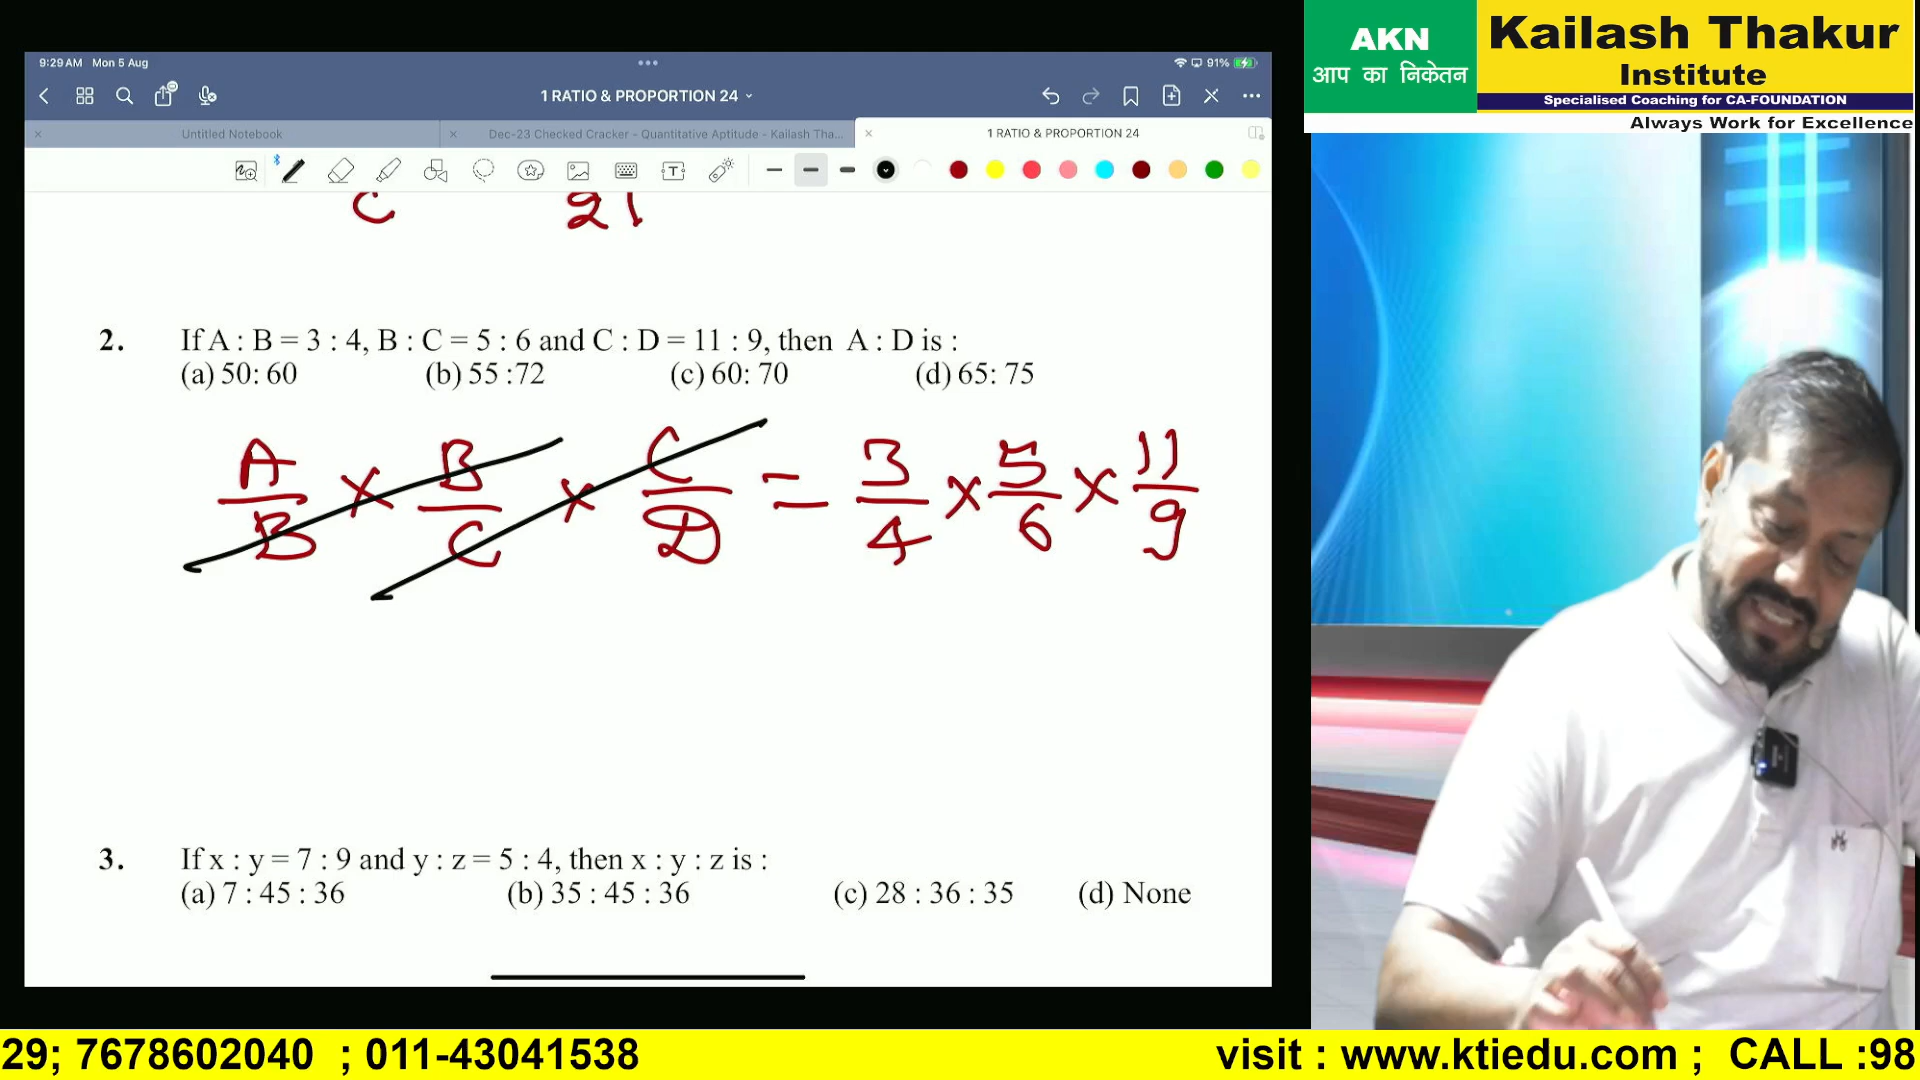 AKN
आप का निकेतन
Kailash Thakur
Institute
Specialised Coaching for CA-FOUNDATION
Always Work for Excellence
9:29 AM Mon 5 Aug
91%
1 RATIO & PROPORTION 24
Untitled Notebook
Dec-23 Checked Cracker - Quantitative Aptitude - Kailash Tha...
1 RATIO & PROPORTION 24
C 21
2. If A : B = 3 : 4, B : C = 5 : 6 and C : D = 11 : 9, then A : D is :
(a) 50: 60 (b) 55 :72 (c) 60: 70 (d) 65: 75
A/B × B/C × C/D = 3/4 × 5/6 × 11/9
3. If x : y = 7 : 9 and y : z = 5 : 4, then x : y : z is :
(a) 7 : 45 : 36 (b) 35 : 45 : 36 (c) 28 : 36 : 35 (d) None
29; 7678602040 ; 011-43041538 visit : www.ktiedu.com ; CALL :98